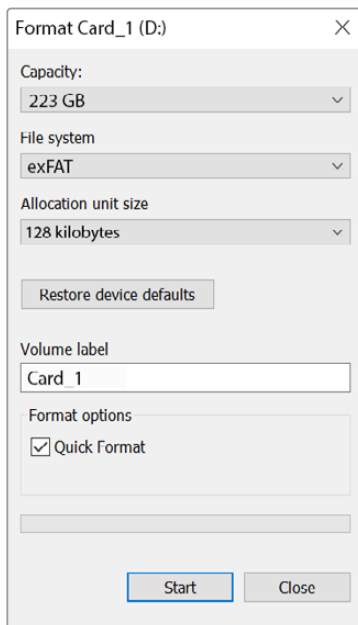 Format Card_1 (D:)
Capacity:
223 GB
File system
exFAT
Allocation unit size
128 kilobytes
Restore device defaults
Volume label
Card_1
Format options
Quick Format
Start Close